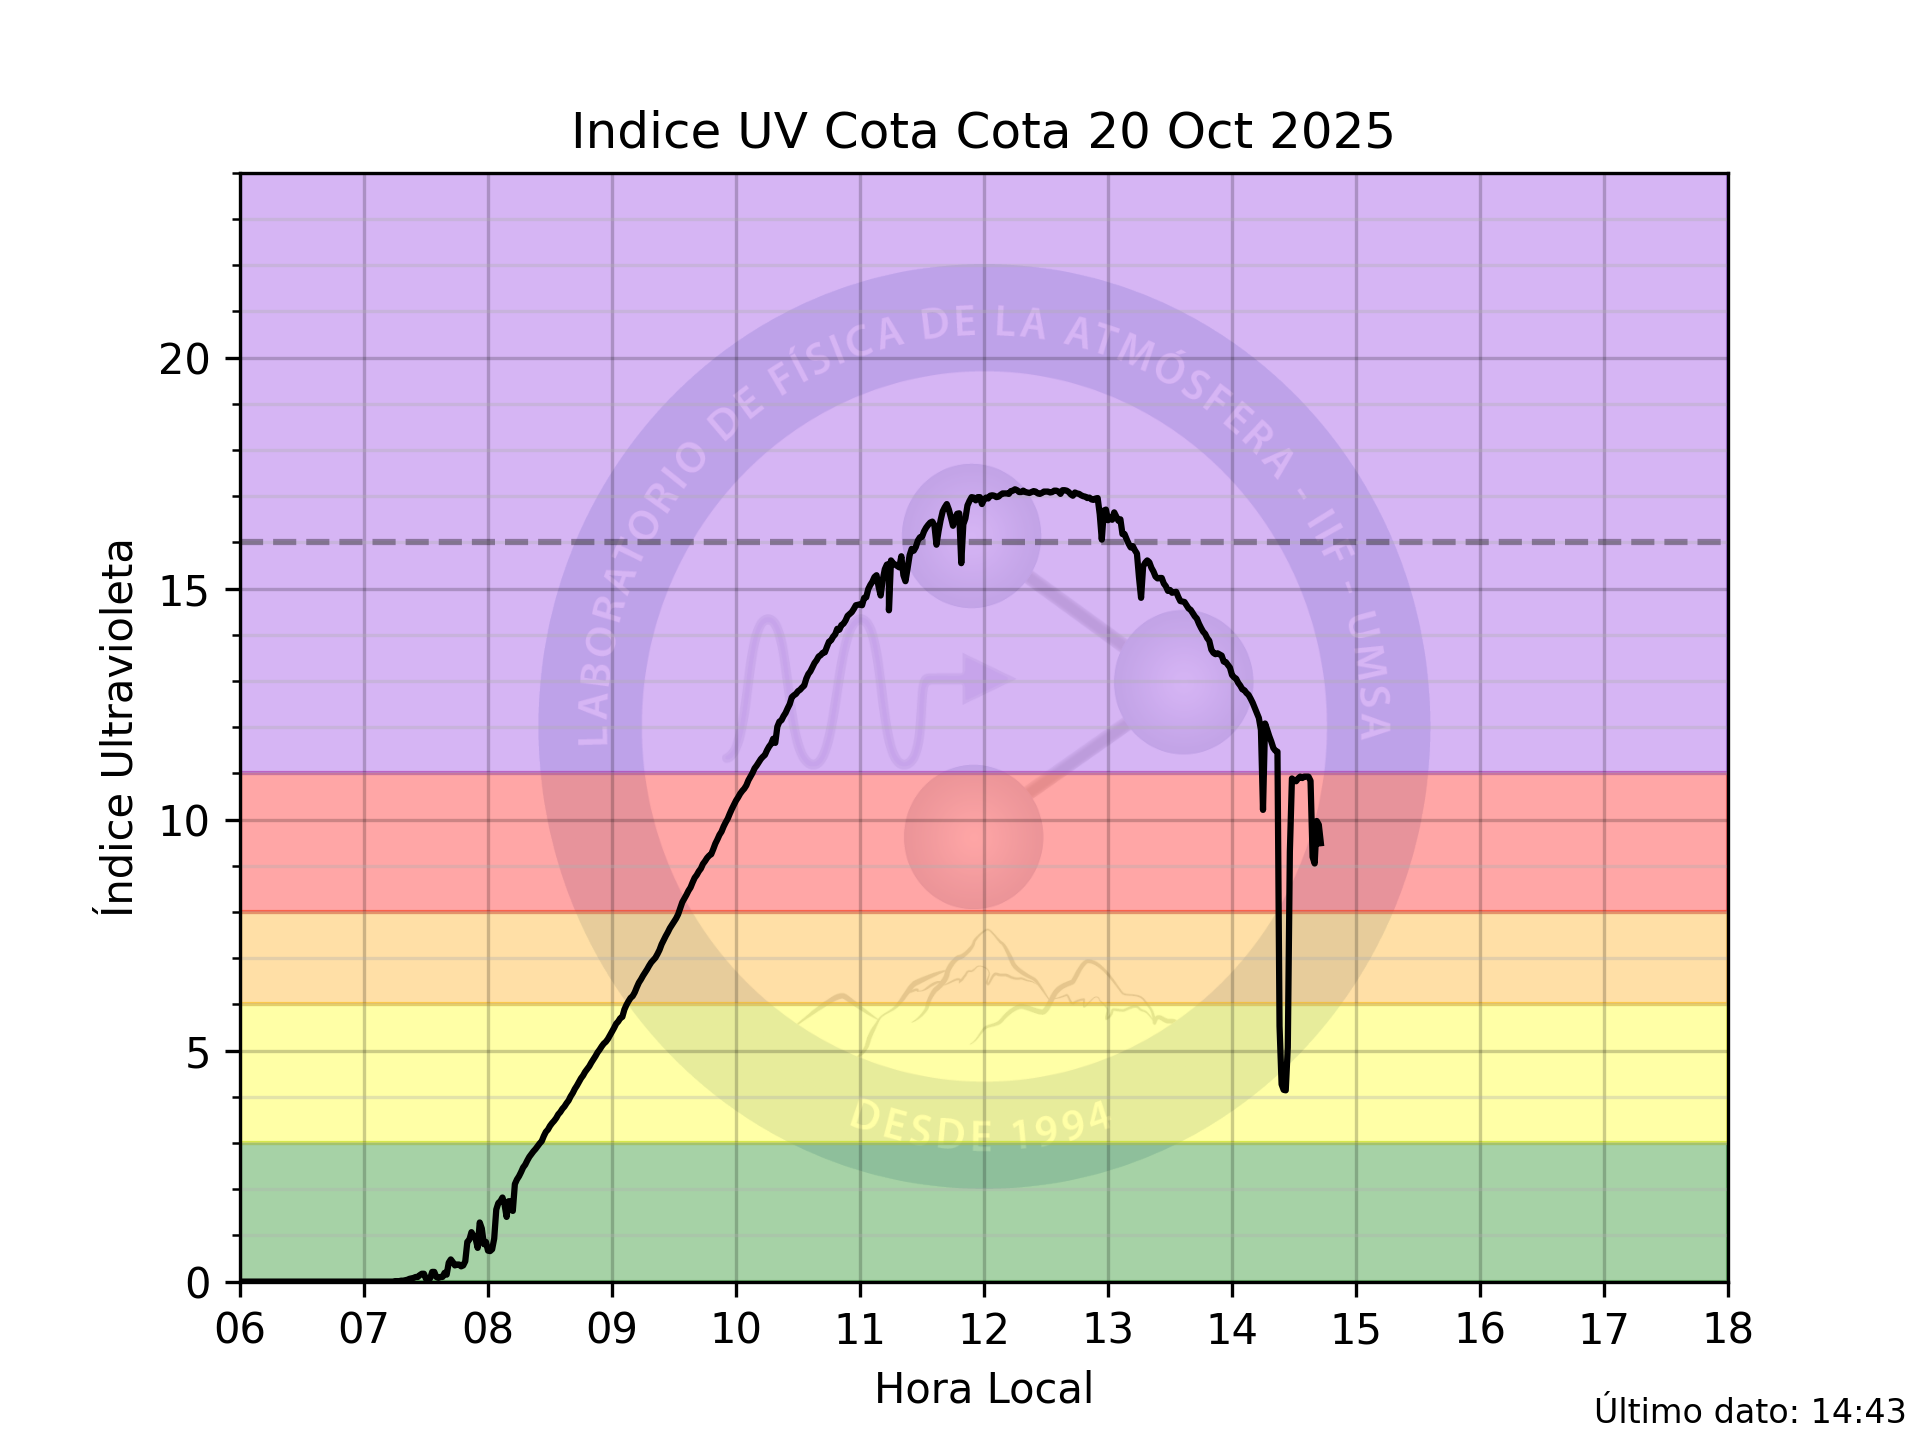 Indice UV Cota Cota 20 Oct 2025
LABORATORIO DE FÍSICA DE LA ATMÓSFERA - IIF - UMSA
DESDE 1994
Índice Ultravioleta
20
15
10
5
0
06 07 08 09 10 11 12 13 14 15 16 17 18
Hora Local
Último dato: 14:43